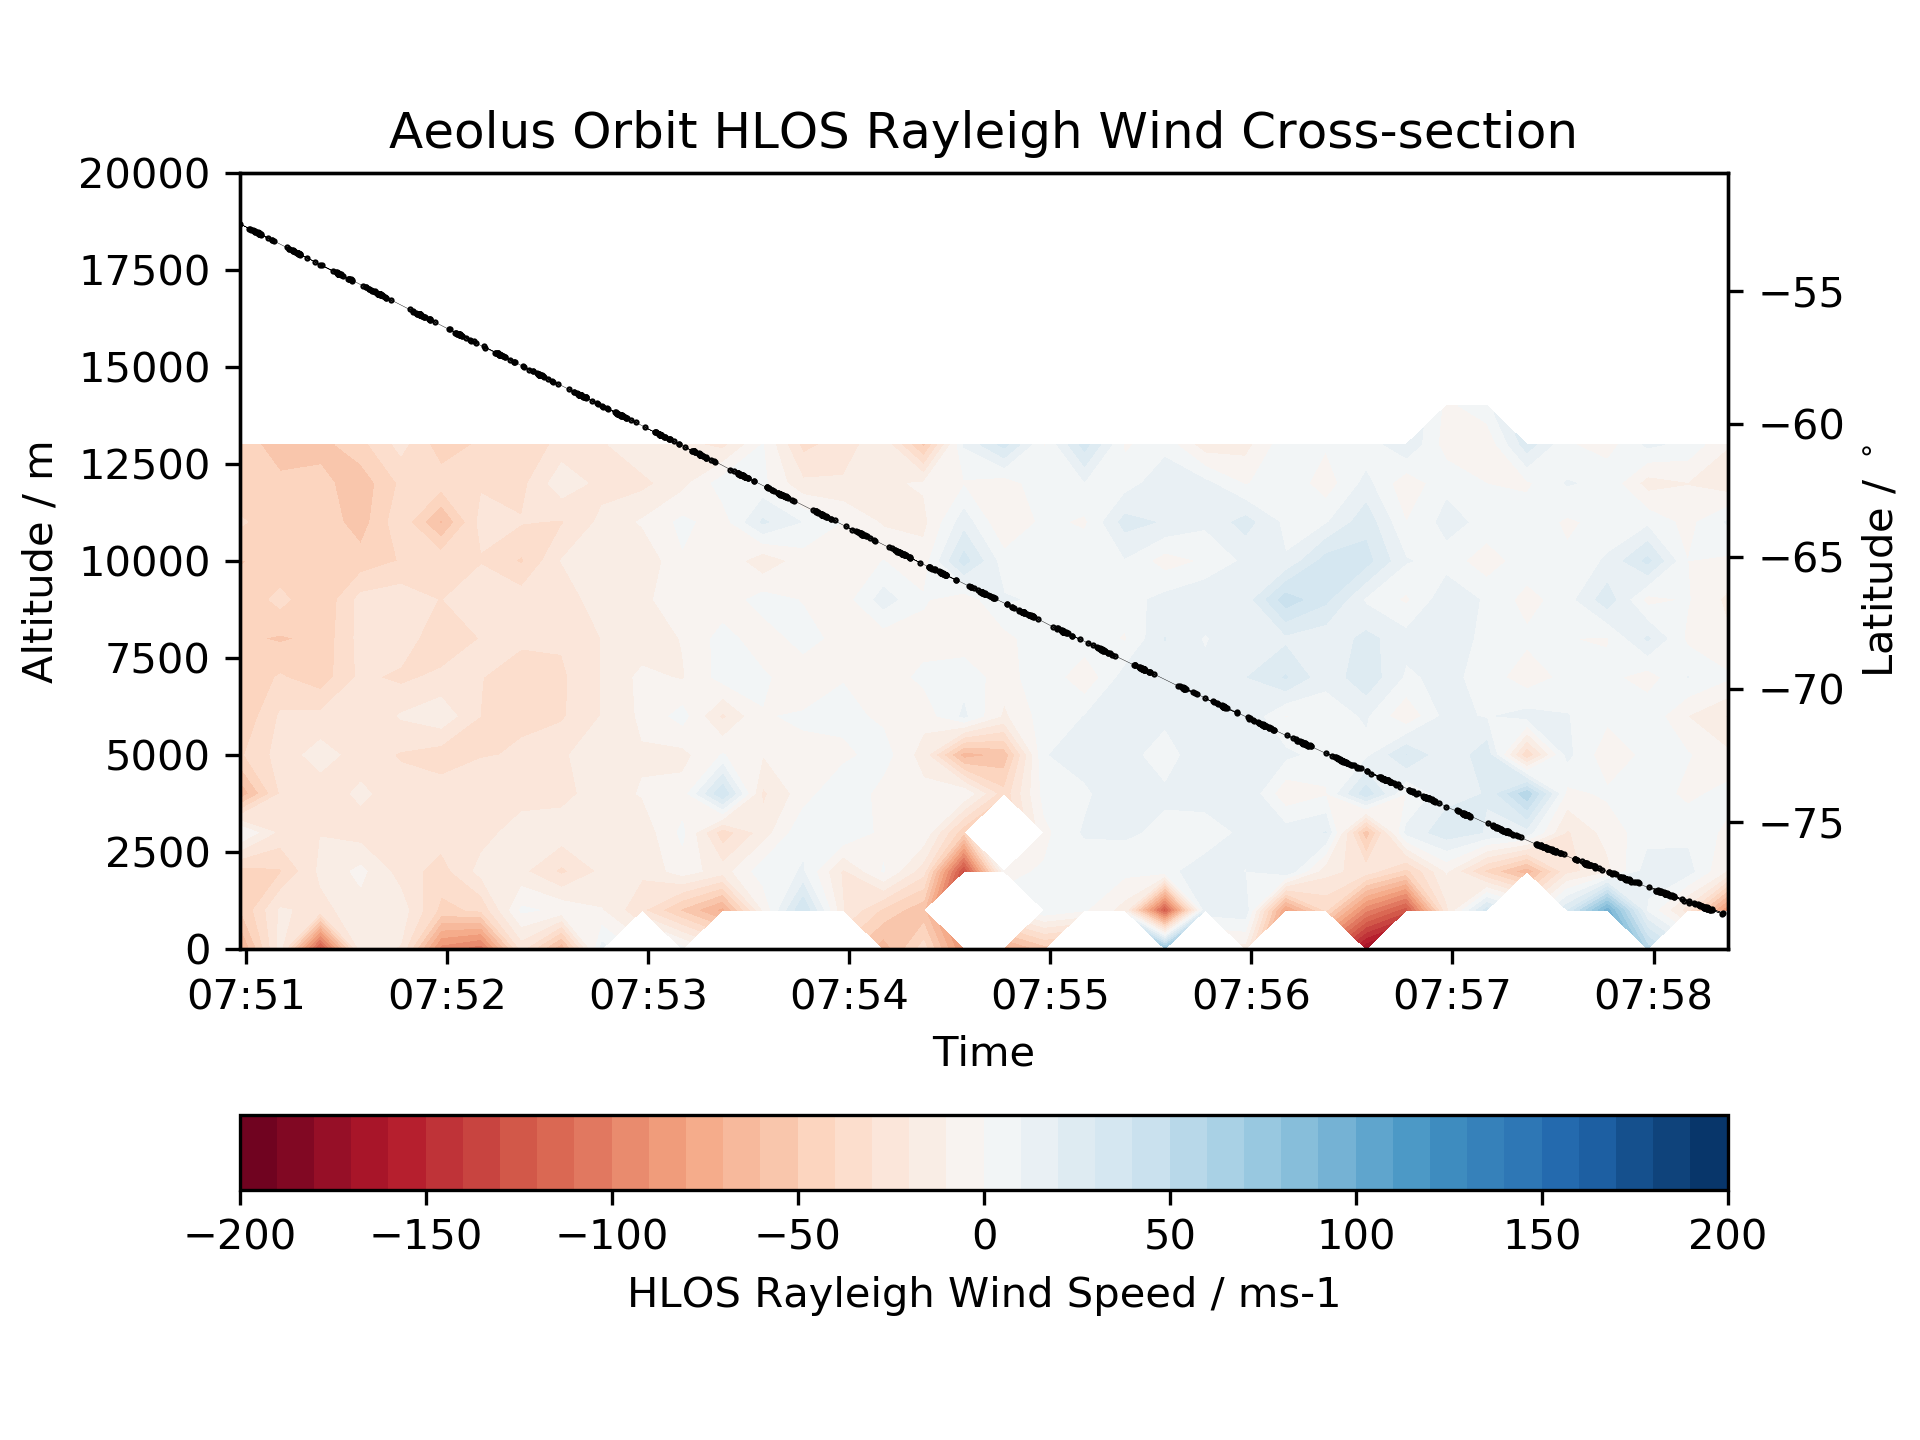 Aeolus Orbit HLOS Rayleigh Wind Cross-section
20000
17500
15000
12500
10000
7500
5000
2500
0
Altitude / m
−55
−60
−65
−70
−75
Latitude / °
07:51 07:52 07:53 07:54 07:55 07:56 07:57 07:58
Time
−200 −150 −100 −50 0 50 100 150 200
HLOS Rayleigh Wind Speed / ms-1